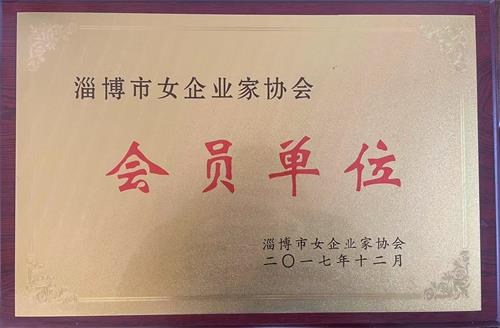 淄博市女企业家协会
会员单位
淄博市女企业家协会
二〇一七年十二月